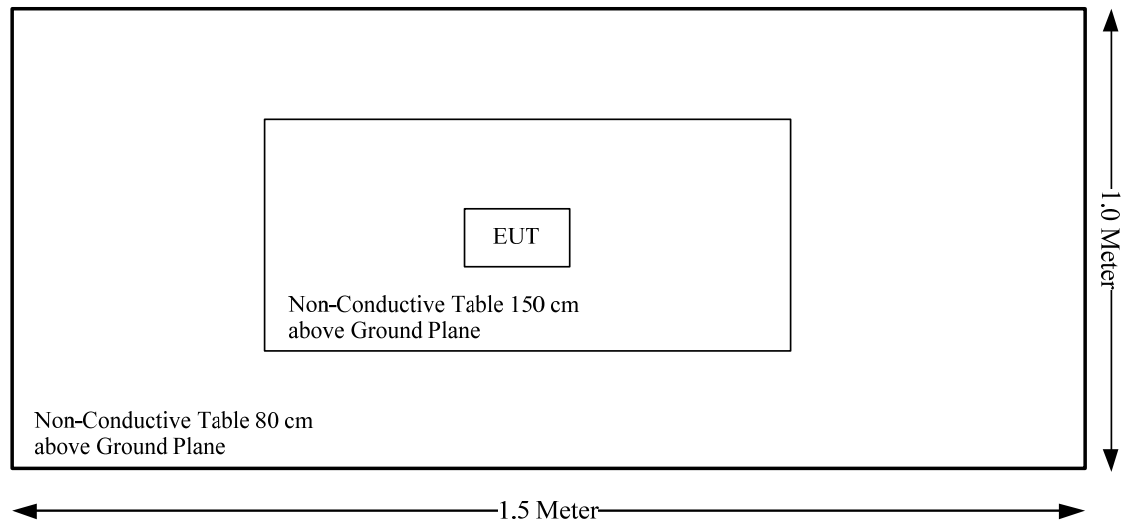 EUT
Non-Conductive Table 150 cm
above Ground Plane
Non-Conductive Table 80 cm
above Ground Plane
1.0 Meter
1.5 Meter